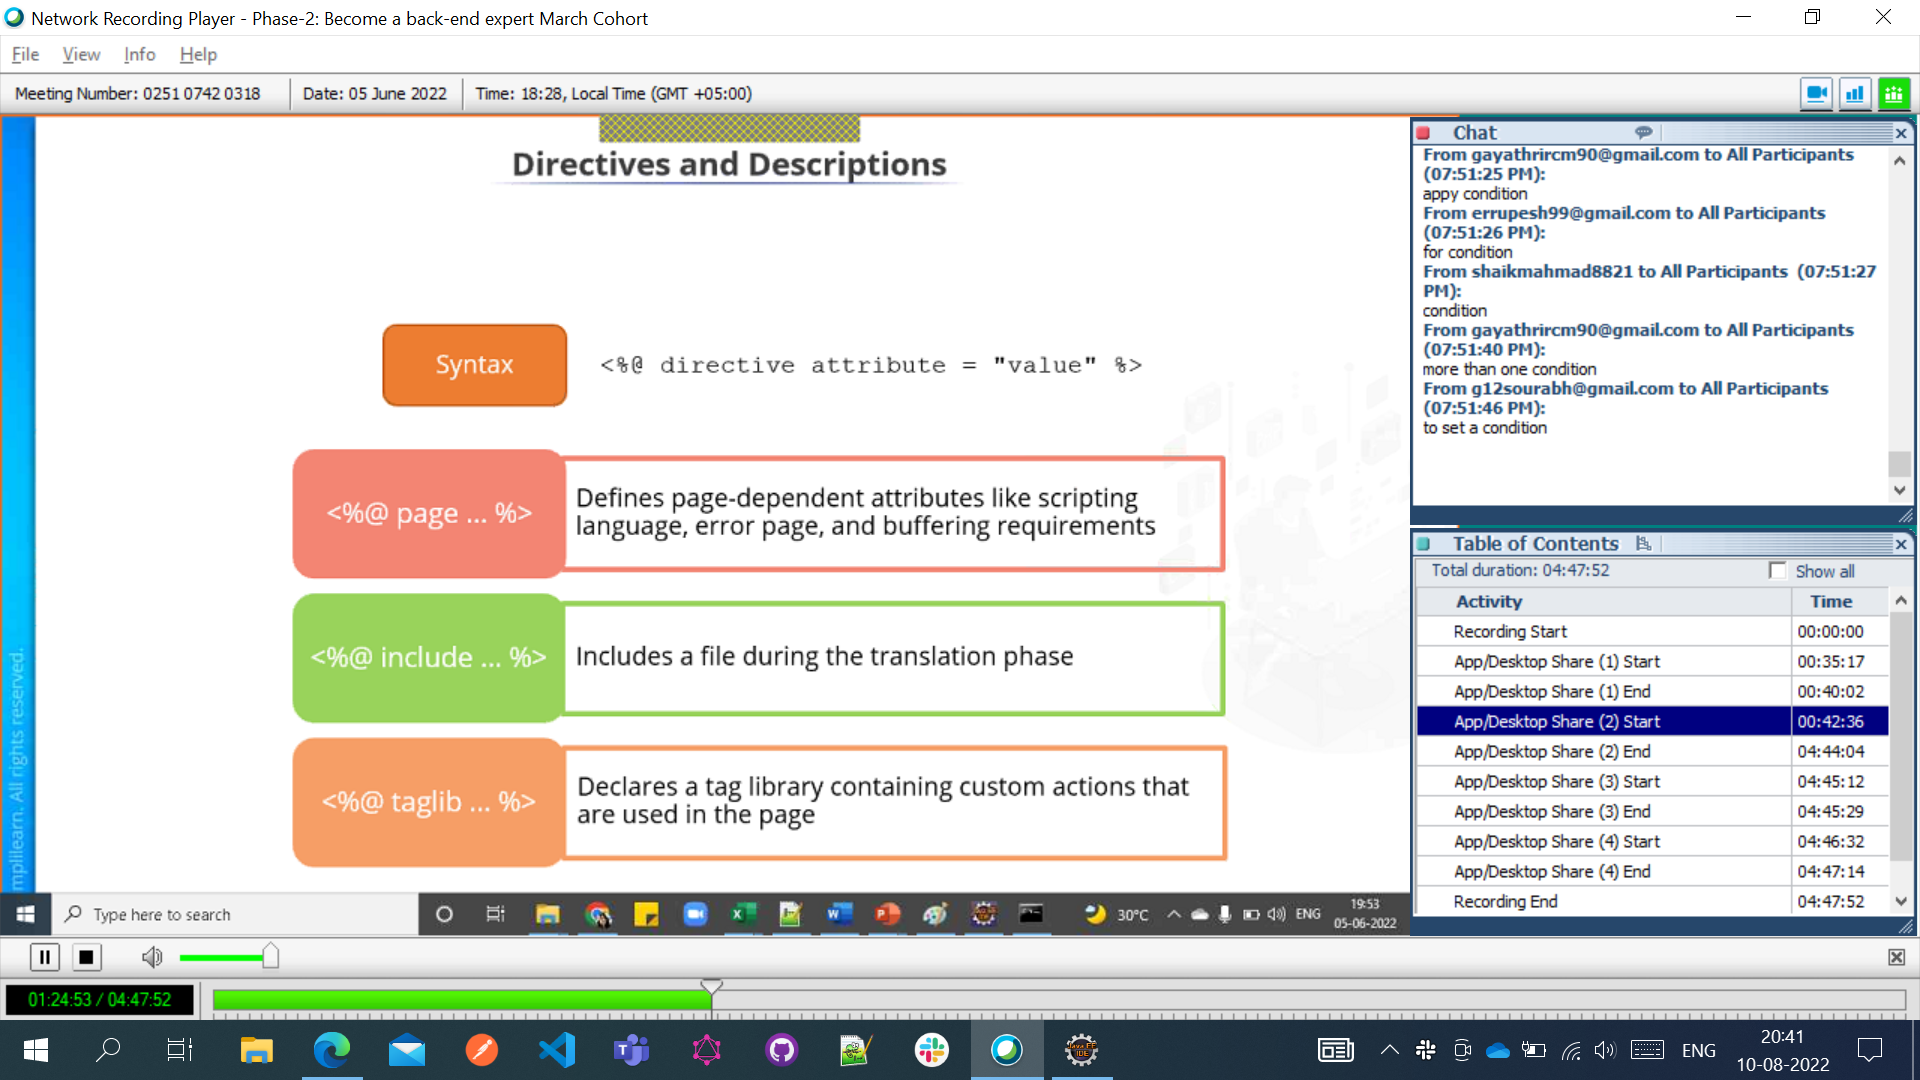 Network Recording Player - Phase-2: Become a back-end expert March Cohort
File View Info Help
Meeting Number: 0251 0742 0318 Date: 05 June 2022 Time: 18:28, Local Time (GMT +05:00)
Directives and Descriptions
Syntax <%@ directive attribute = "value" %>
<%@ page ... %>
Defines page-dependent attributes like scripting
language, error page, and buffering requirements
<%@ include ... %>
Includes a file during the translation phase
<%@ taglib ... %>
Declares a tag library containing custom actions that
are used in the page
mplilearn. All rights reserved.
Type here to search
30°C
ENG
19:53
05-06-2022
Chat
From gayathrircm90@gmail.com to All Participants
(07:51:25 PM):
appy condition
From errupesh99@gmail.com to All Participants
(07:51:26 PM):
for condition
From shaikmahmad8821 to All Participants (07:51:27
PM):
condition
From gayathrircm90@gmail.com to All Participants
(07:51:40 PM):
more than one condition
From g12sourabh@gmail.com to All Participants
(07:51:46 PM):
to set a condition
Table of Contents
Total duration: 04:47:52 Show all
Activity Time
Recording Start 00:00:00
App/Desktop Share (1) Start 00:35:17
App/Desktop Share (1) End 00:40:02
App/Desktop Share (2) Start 00:42:36
App/Desktop Share (2) End 04:44:04
App/Desktop Share (3) Start 04:45:12
App/Desktop Share (3) End 04:45:29
App/Desktop Share (4) Start 04:46:32
App/Desktop Share (4) End 04:47:14
Recording End 04:47:52
01:24:53 / 04:47:52
ENG
20:41
10-08-2022